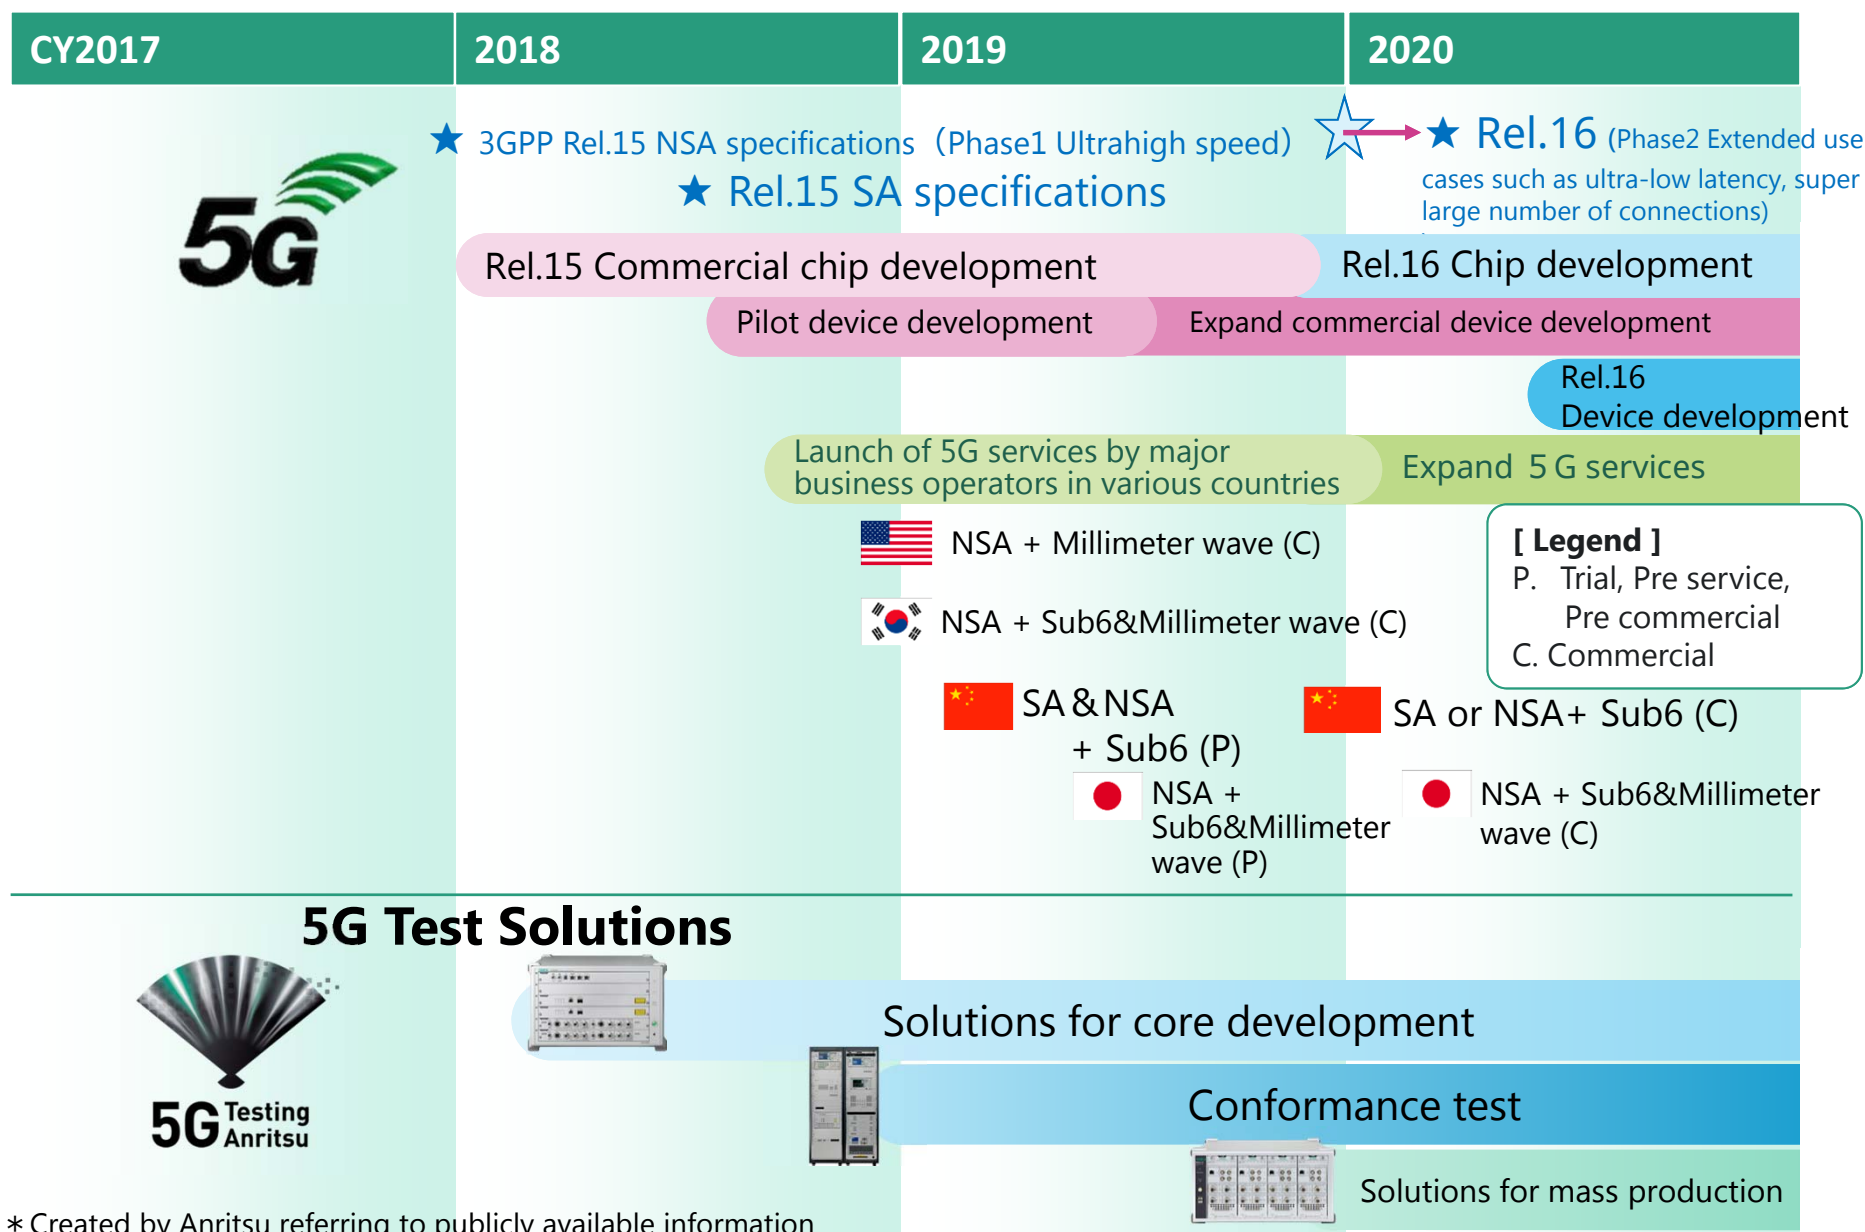 CY2017
2018
2019
2020
5G
★ 3GPP Rel.15 NSA specifications（Phase1 Ultrahigh speed）
★ Rel.16 (Phase2 Extended use
cases such as ultra-low latency, super
large number of connections)
★ Rel.15 SA specifications
Rel.15 Commercial chip development
Rel.16 Chip development
Pilot device development
Expand commercial device development
Rel.16
Device development
Launch of 5G services by major
business operators in various countries
Expand 5G services
NSA + Millimeter wave (C)
NSA + Sub6&Millimeter wave (C)
[ Legend ]
P. Trial, Pre service,
Pre commercial
C. Commercial
SA&NSA
+ Sub6 (P)
SA or NSA+ Sub6 (C)
NSA +
Sub6&Millimeter
wave (P)
NSA + Sub6&Millimeter
wave (C)
5G Test Solutions
5G Testing
Anritsu
Solutions for core development
Conformance test
Solutions for mass production
＊Created by Anritsu referring to publicly available information